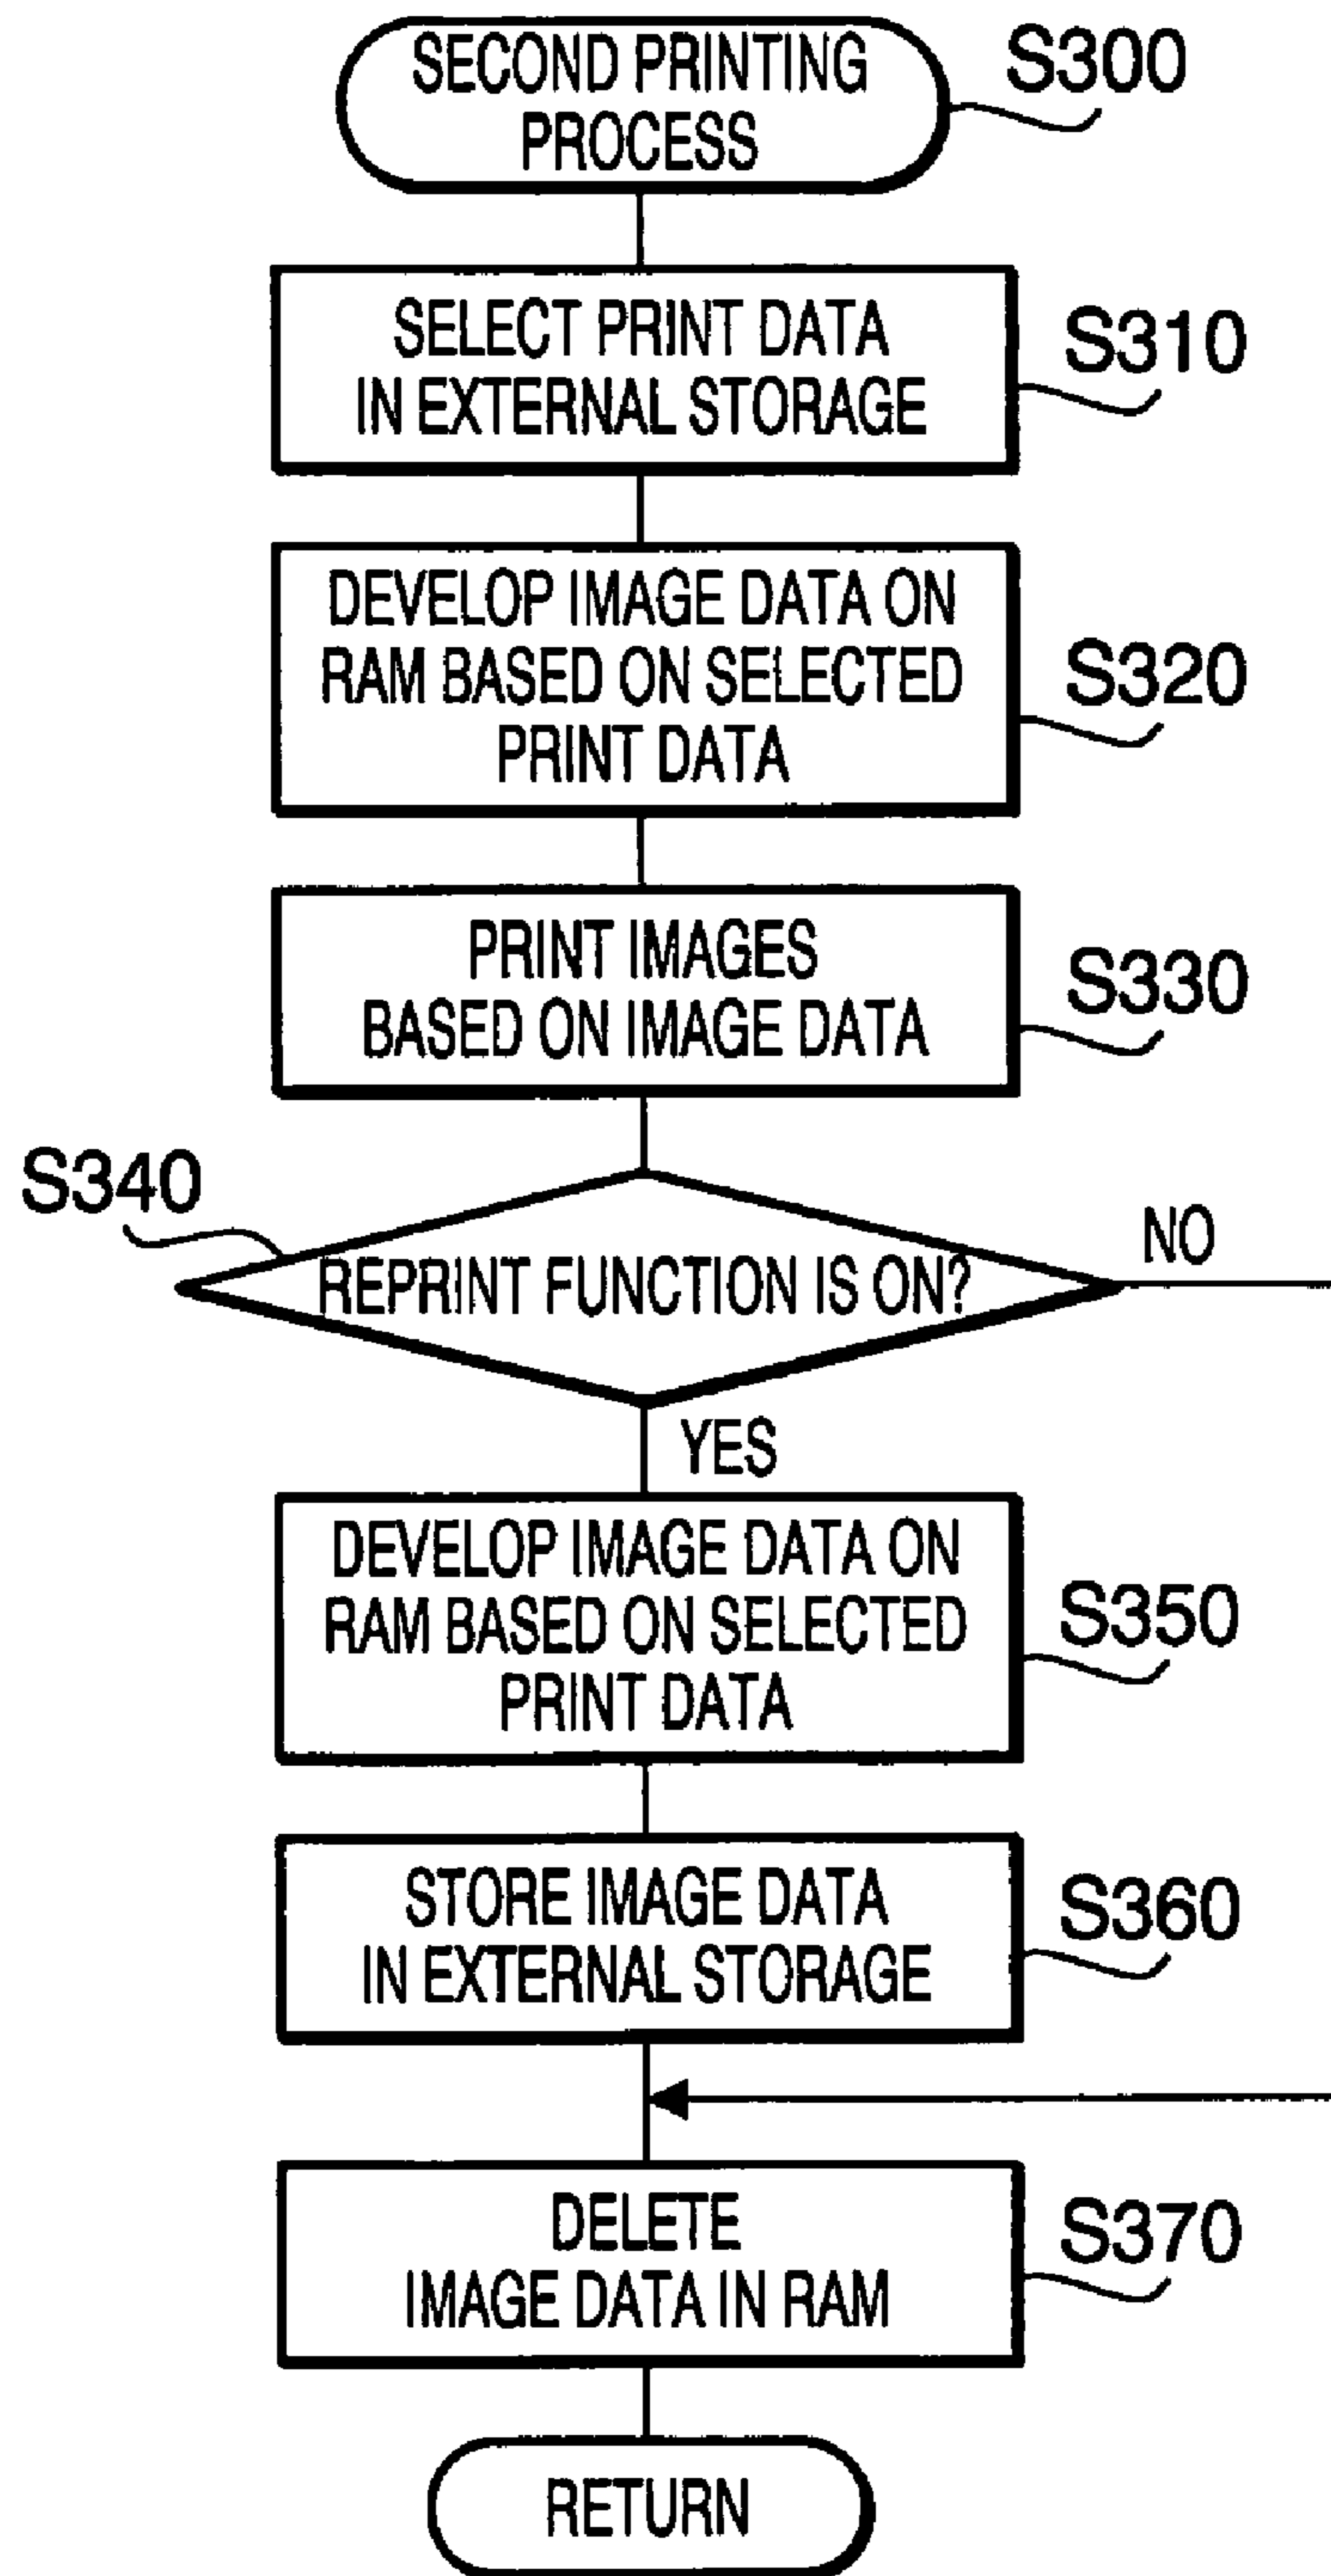 SECOND PRINTING
PROCESS
S300
SELECT PRINT DATA
IN EXTERNAL STORAGE
S310
DEVELOP IMAGE DATA ON
RAM BASED ON SELECTED
PRINT DATA
S320
PRINT IMAGES
BASED ON IMAGE DATA
S330
S340
REPRINT FUNCTION IS ON?
NO
YES
DEVELOP IMAGE DATA ON
RAM BASED ON SELECTED
PRINT DATA
S350
STORE IMAGE DATA
IN EXTERNAL STORAGE
S360
DELETE
IMAGE DATA IN RAM
S370
RETURN